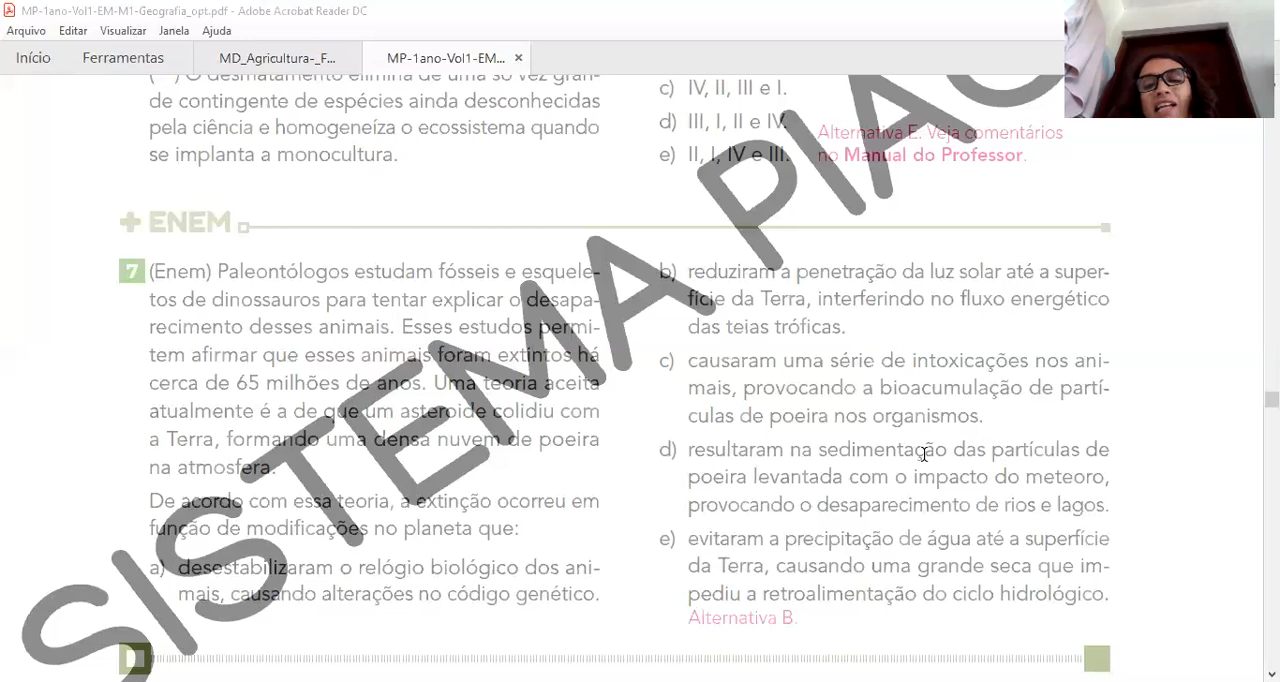 MP-1ano-Vol1-EM-M1-Geografia_opt.pdf - Adobe Acrobat Reader DC
Arquivo Editar Visualizar Janela Ajuda
Início Ferramentas MD_Agricultura-_F... MP-1ano-Vol1-EM... ×
( ) O desmatamento elimina de uma só vez gran-
de contingente de espécies ainda desconhecidas
pela ciência e homogeneíza o ecossistema quando
se implanta a monocultura.
c) IV, II, III e I.
d) III, I, II e IV.
e) II, I, IV e III.
Alternativa E. Veja comentários
no Manual do Professor.
+ ENEM
7 (Enem) Paleontólogos estudam fósseis e esquele-
tos de dinossauros para tentar explicar o desapa-
recimento desses animais. Esses estudos permi-
tem afirmar que esses animais foram extintos há
cerca de 65 milhões de anos. Uma teoria aceita
atualmente é a de que um asteroide colidiu com
a Terra, formando uma densa nuvem de poeira
na atmosfera.
De acordo com essa teoria, a extinção ocorreu em
função de modificações no planeta que:
a) desestabilizaram o relógio biológico dos ani-
mais, causando alterações no código genético.
b) reduziram a penetração da luz solar até a super-
fície da Terra, interferindo no fluxo energético
das teias tróficas.
c) causaram uma série de intoxicações nos ani-
mais, provocando a bioacumulação de partí-
culas de poeira nos organismos.
d) resultaram na sedimentação das partículas de
poeira levantada com o impacto do meteoro,
provocando o desaparecimento de rios e lagos.
e) evitaram a precipitação de água até a superfície
da Terra, causando uma grande seca que im-
pediu a retroalimentação do ciclo hidrológico.
Alternativa B.
SISTEMA PIAG